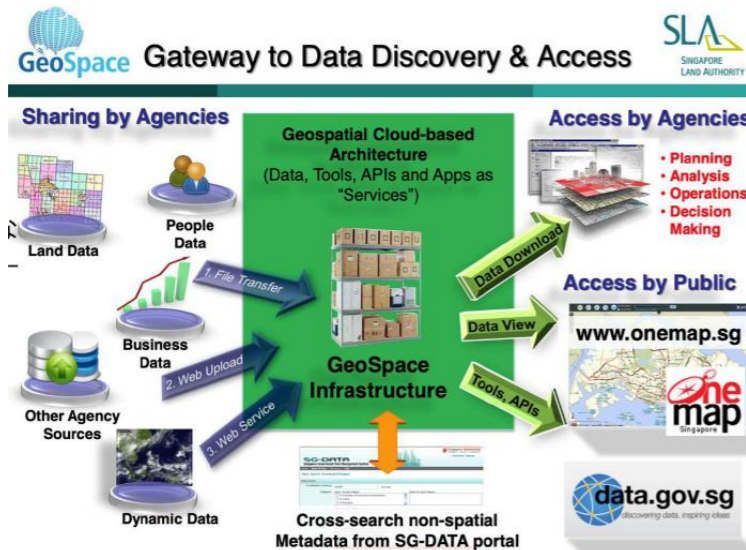 GeoSpace
Gateway to Data Discovery & Access
SLA
SINGAPORE
LAND AUTHORITY
Sharing by Agencies
Land Data
People
Data
Business
Data
Other Agency
Sources
Dynamic Data
1. File Transfer
2. Web Upload
3. Web Service
Geospatial Cloud-based
Architecture
(Data, Tools, APIs and Apps as
“Services”)
GeoSpace
Infrastructure
SG-DATA
Cross-search non-spatial
Metadata from SG-DATA portal
Data Download
Data View
Tools, APIs
Access by Agencies
• Planning
• Analysis
• Operations
• Decision
Making
Access by Public
www.onemap.sg
one
map
Singapore
data.gov.sg
discovering data, inspiring ideas